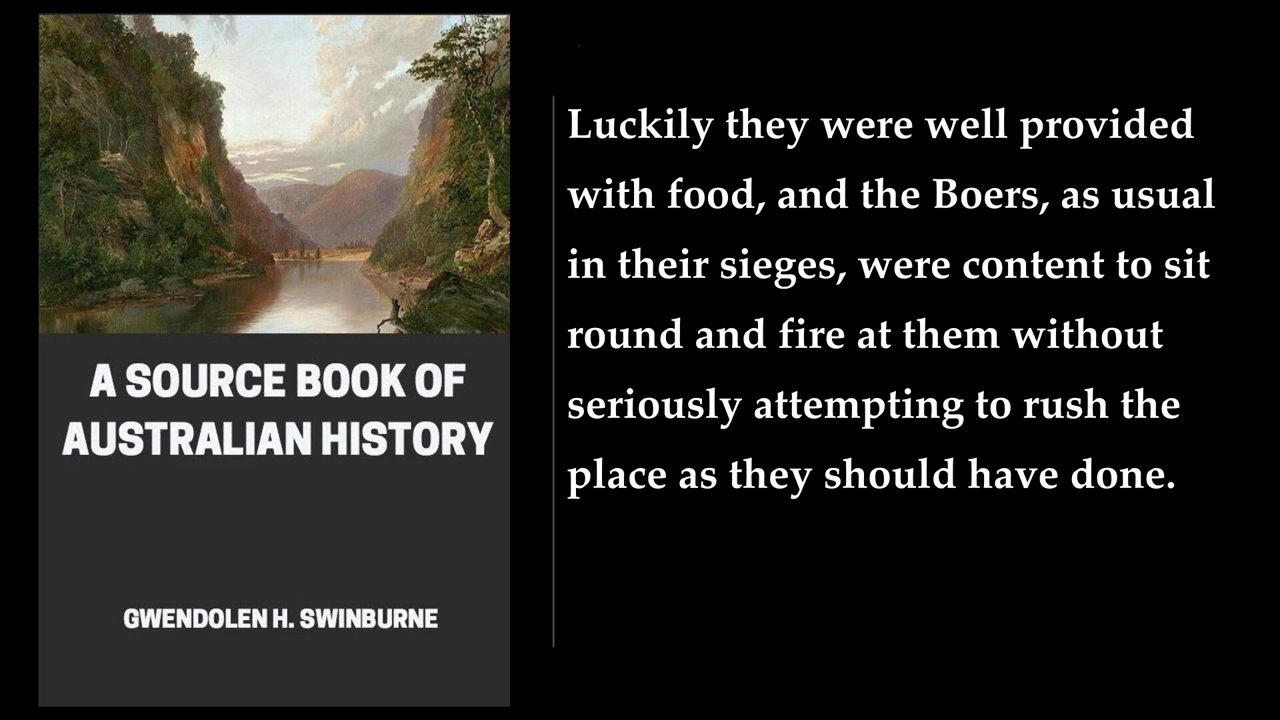 A SOURCE BOOK OF
AUSTRALIAN HISTORY
GWENDOLEN H. SWINBURNE
Luckily they were well provided
with food, and the Boers, as usual
in their sieges, were content to sit
round and fire at them without
seriously attempting to rush the
place as they should have done.